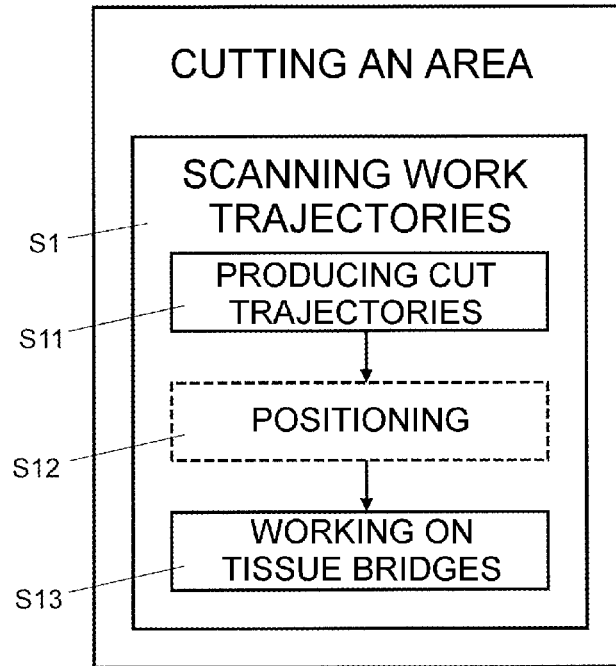 CUTTING AN AREA
SCANNING WORK
TRAJECTORIES
S1
PRODUCING CUT
TRAJECTORIES
S11
POSITIONING
S12
WORKING ON
TISSUE BRIDGES
S13